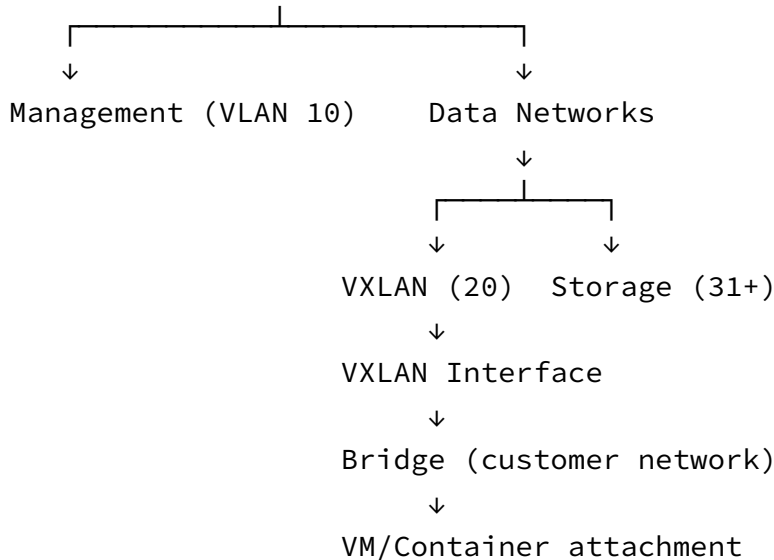 Management (VLAN 10) Data Networks
VXLAN (20) Storage (31+)
VXLAN Interface
Bridge (customer network)
VM/Container attachment